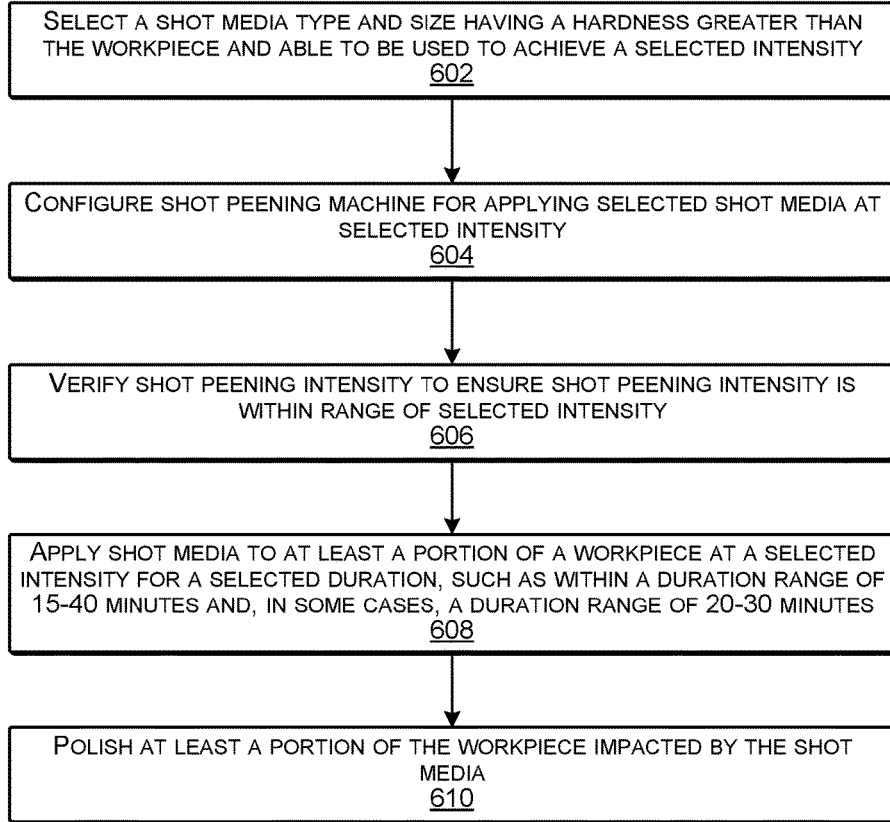 SELECT A SHOT MEDIA TYPE AND SIZE HAVING A HARDNESS GREATER THAN
THE WORKPIECE AND ABLE TO BE USED TO ACHIEVE A SELECTED INTENSITY
602
CONFIGURE SHOT PEENING MACHINE FOR APPLYING SELECTED SHOT MEDIA AT
SELECTED INTENSITY
604
VERIFY SHOT PEENING INTENSITY TO ENSURE SHOT PEENING INTENSITY IS
WITHIN RANGE OF SELECTED INTENSITY
606
APPLY SHOT MEDIA TO AT LEAST A PORTION OF A WORKPIECE AT A SELECTED
INTENSITY FOR A SELECTED DURATION, SUCH AS WITHIN A DURATION RANGE OF
15-40 MINUTES AND, IN SOME CASES, A DURATION RANGE OF 20-30 MINUTES
608
POLISH AT LEAST A PORTION OF THE WORKPIECE IMPACTED BY THE SHOT
MEDIA
610